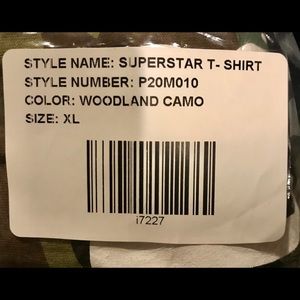 STYLE NAME: SUPERSTAR T- SHIRT
STYLE NUMBER: P20M010
COLOR: WOODLAND CAMO
SIZE: XL
i7227